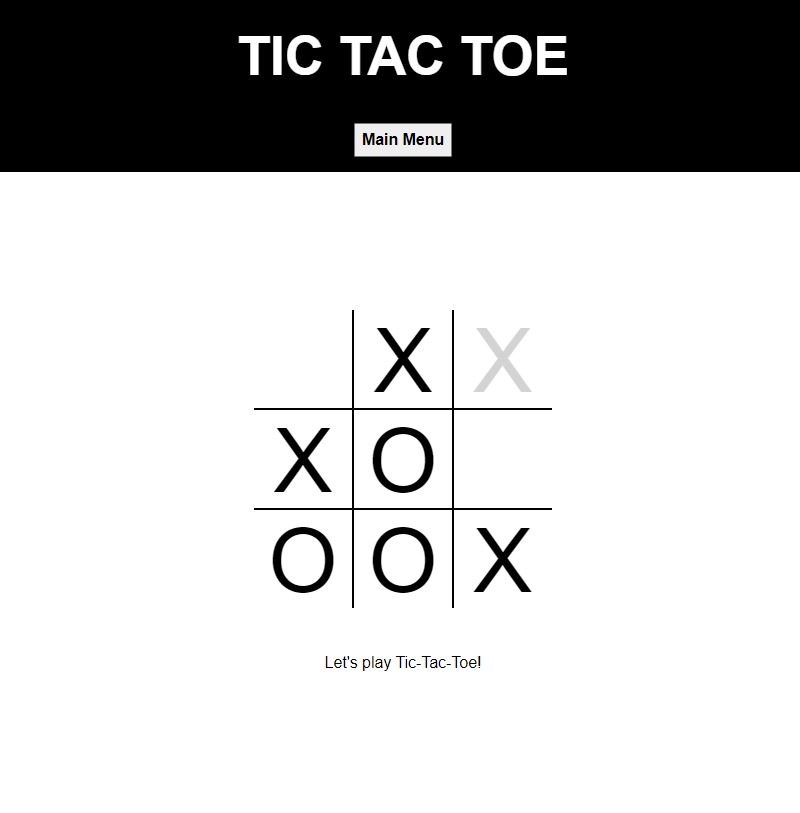 TIC TAC TOE
Main Menu
X X
X O
O O X
Let's play Tic-Tac-Toe!